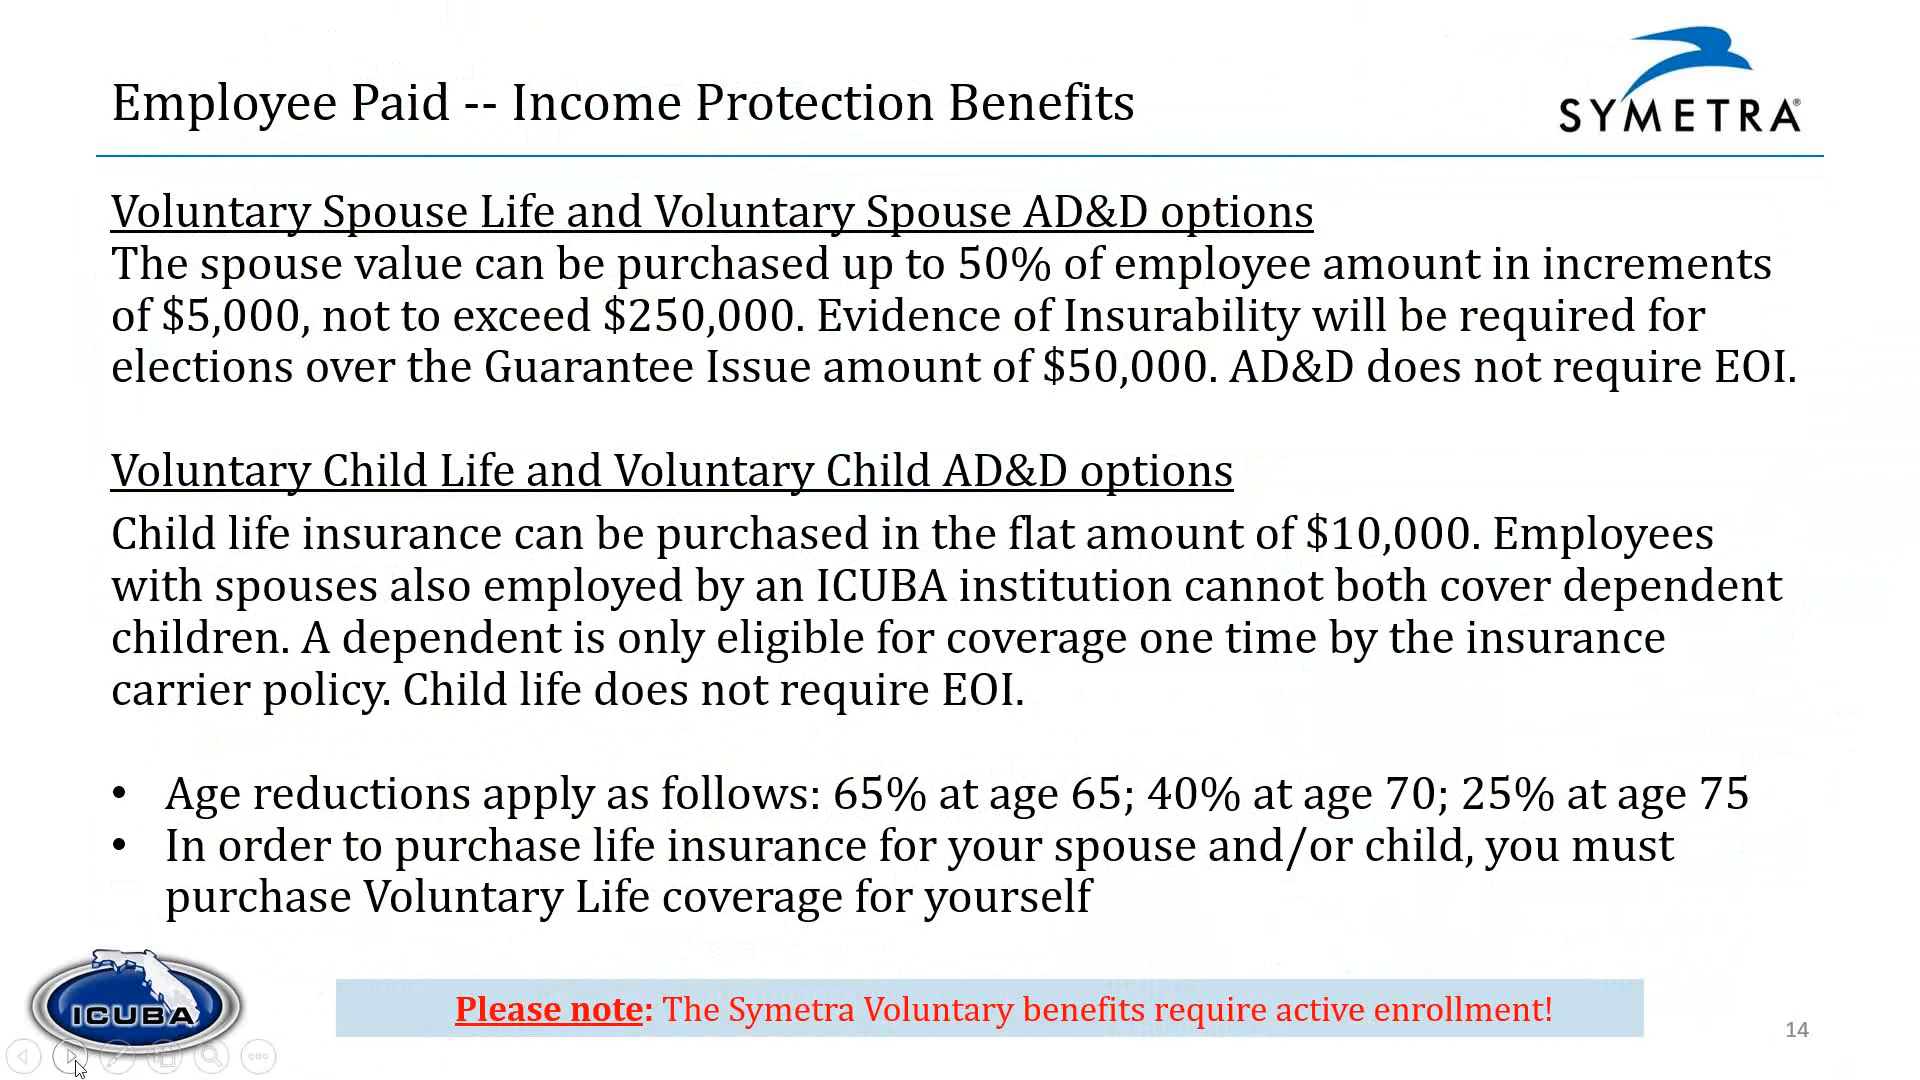 Employee Paid -- Income Protection Benefits
SYMETRA®
Voluntary Spouse Life and Voluntary Spouse AD&D options
The spouse value can be purchased up to 50% of employee amount in increments
of $5,000, not to exceed $250,000. Evidence of Insurability will be required for
elections over the Guarantee Issue amount of $50,000. AD&D does not require EOI.
Voluntary Child Life and Voluntary Child AD&D options
Child life insurance can be purchased in the flat amount of $10,000. Employees
with spouses also employed by an ICUBA institution cannot both cover dependent
children. A dependent is only eligible for coverage one time by the insurance
carrier policy. Child life does not require EOI.
• Age reductions apply as follows: 65% at age 65; 40% at age 70; 25% at age 75
• In order to purchase life insurance for your spouse and/or child, you must
purchase Voluntary Life coverage for yourself
ICUBA
Please note: The Symetra Voluntary benefits require active enrollment!
14